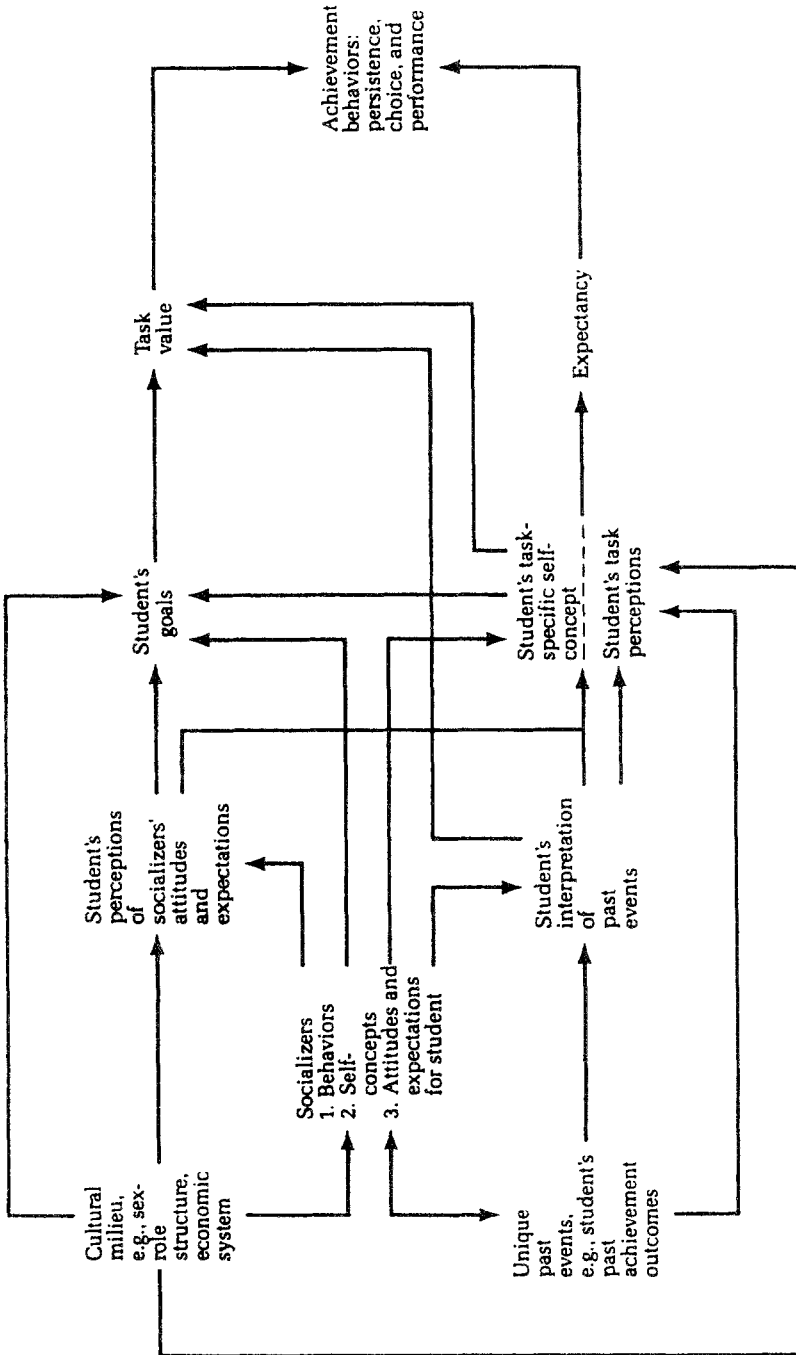 Cultural
milieu,
e.g., sex-
role
structure,
economic
system
Unique
past
events,
e.g., student's
past
achievement
outcomes
Socializers
1. Behaviors
2. Self-
concepts
3. Attitudes and
expectations
for student
Student's
perceptions
of
socializers'
attitudes
and
expectations
Student's
interpretation
of
past
events
Student's
goals
Student's task-
specific self-
concept
Student's task
perceptions
Task
value
Expectancy
Achievement
behaviors:
persistence,
choice, and
performance